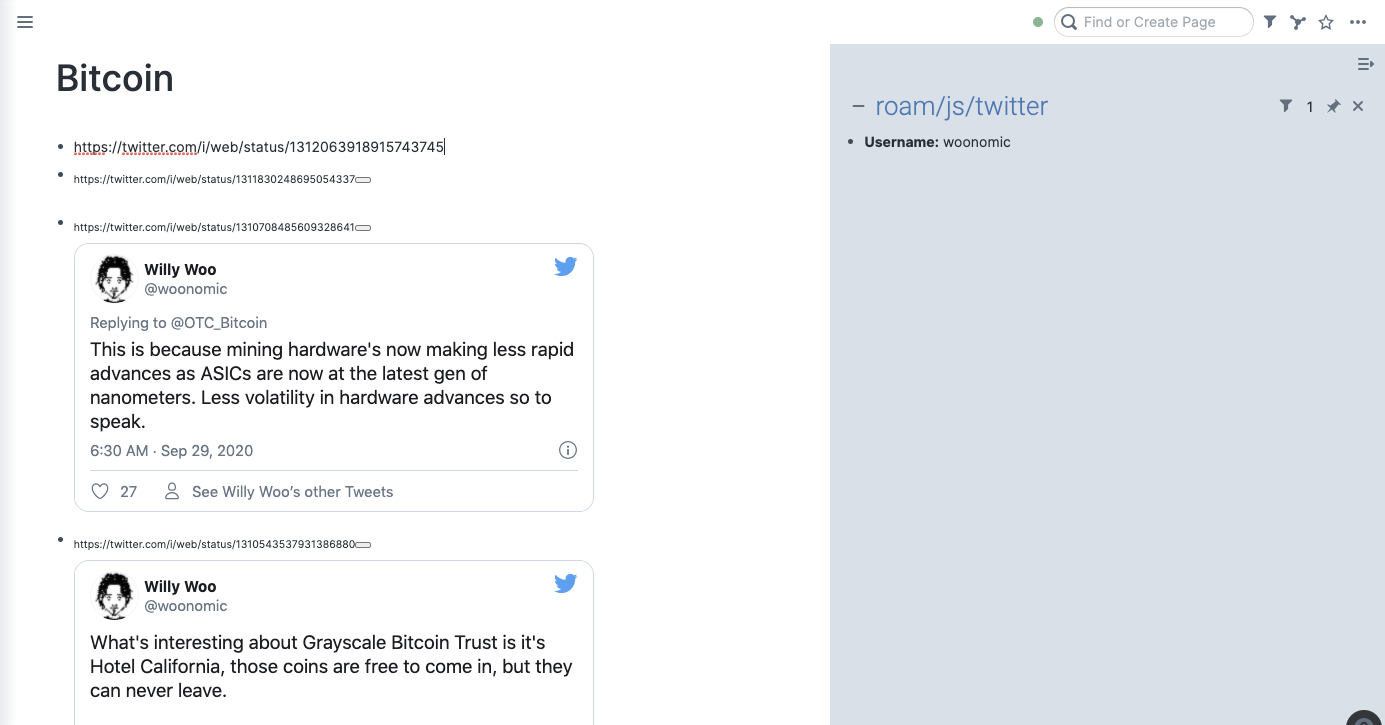 Find or Create Page
Bitcoin
https://twitter.com/i/web/status/1312063918915743745
https://twitter.com/i/web/status/1311830248695054337
https://twitter.com/i/web/status/1310708485609328641
Willy Woo
@woonomic
Replying to @OTC_Bitcoin
This is because mining hardware's now making less rapid
advances as ASICs are now at the latest gen of
nanometers. Less volatility in hardware advances so to
speak.
6:30 AM · Sep 29, 2020
27 See Willy Woo’s other Tweets
https://twitter.com/i/web/status/1310543537931386880
Willy Woo
@woonomic
What's interesting about Grayscale Bitcoin Trust is it's
Hotel California, those coins are free to come in, but they
can never leave.
roam/js/twitter
1
Username: woonomic